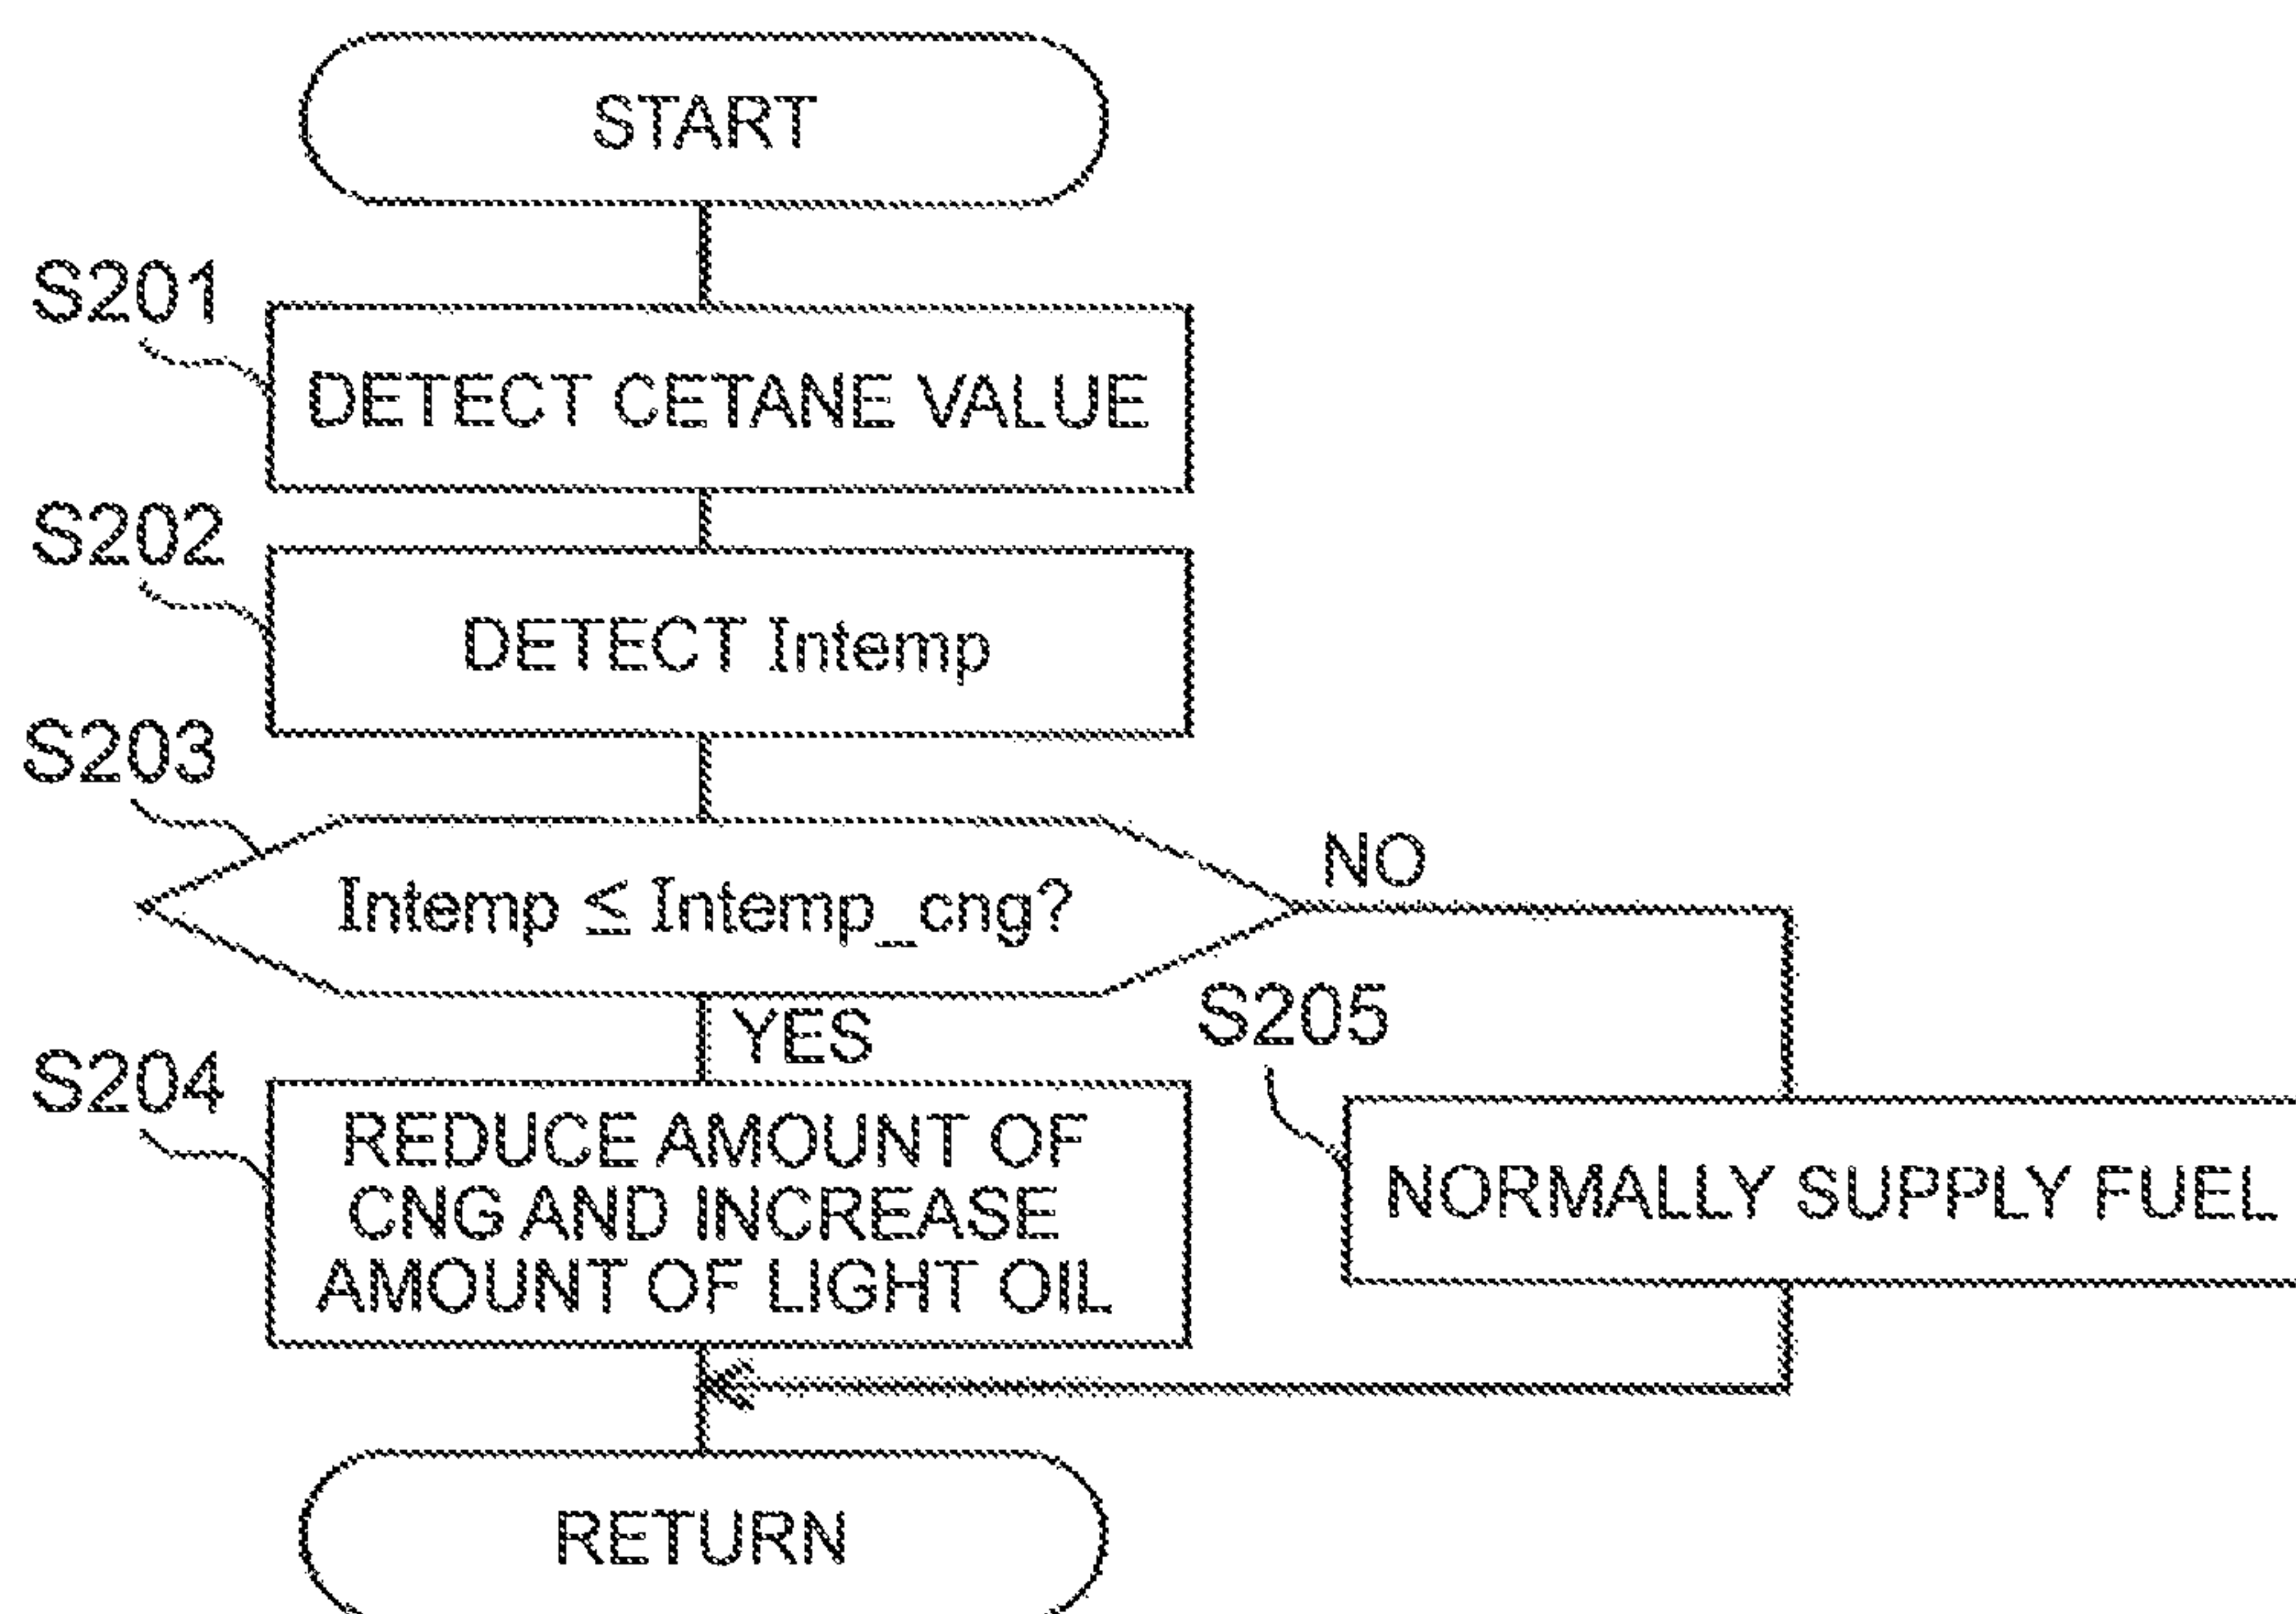 START
S201
DETECT CETANE VALUE
S202
DETECT Intemp
S203
Intemp ≤ Intemp_cng?
NO
YES
S204
REDUCE AMOUNT OF
CNG AND INCREASE
AMOUNT OF LIGHT OIL
S205
NORMALLY SUPPLY FUEL
RETURN